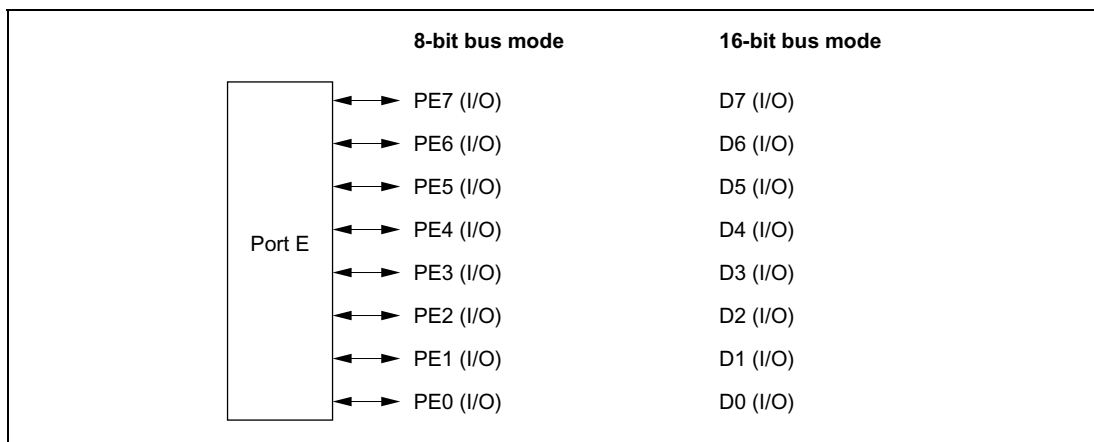 8-bit bus mode 16-bit bus mode
PE7 (I/O) D7 (I/O)
PE6 (I/O) D6 (I/O)
PE5 (I/O) D5 (I/O)
PE4 (I/O) D4 (I/O)
Port E
PE3 (I/O) D3 (I/O)
PE2 (I/O) D2 (I/O)
PE1 (I/O) D1 (I/O)
PE0 (I/O) D0 (I/O)